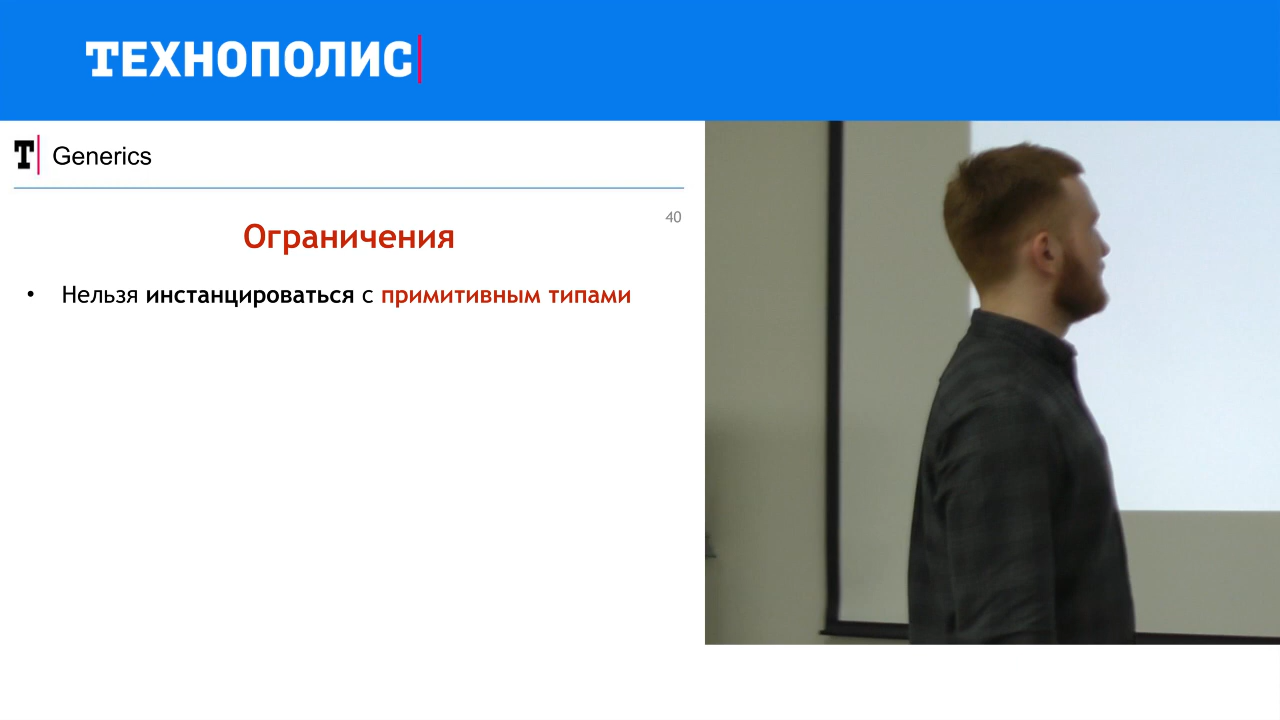 ТЕХНОПОЛИС
T Generics
40
Ограничения
• Нельзя инстанцироваться с примитивным типами